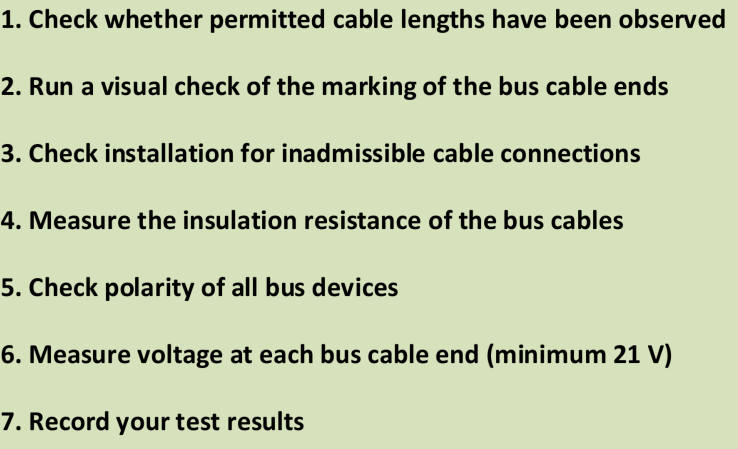 1. Check whether permitted cable lengths have been observed
2. Run a visual check of the marking of the bus cable ends
3. Check installation for inadmissible cable connections
4. Measure the insulation resistance of the bus cables
5. Check polarity of all bus devices
6. Measure voltage at each bus cable end (minimum 21 V)
7. Record your test results